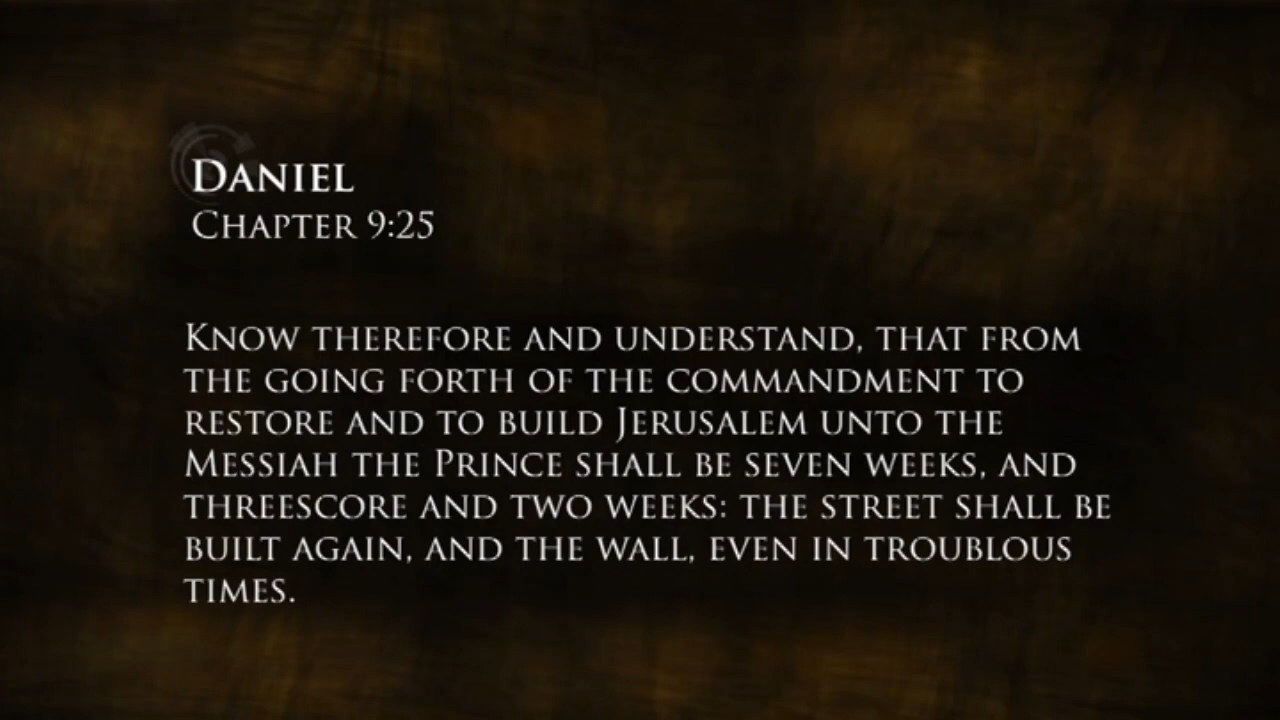 Daniel
Chapter 9:25
Know therefore and understand, that from
the going forth of the commandment to
restore and to build Jerusalem unto the
Messiah the Prince shall be seven weeks, and
threescore and two weeks: the street shall be
built again, and the wall, even in troublous
times.